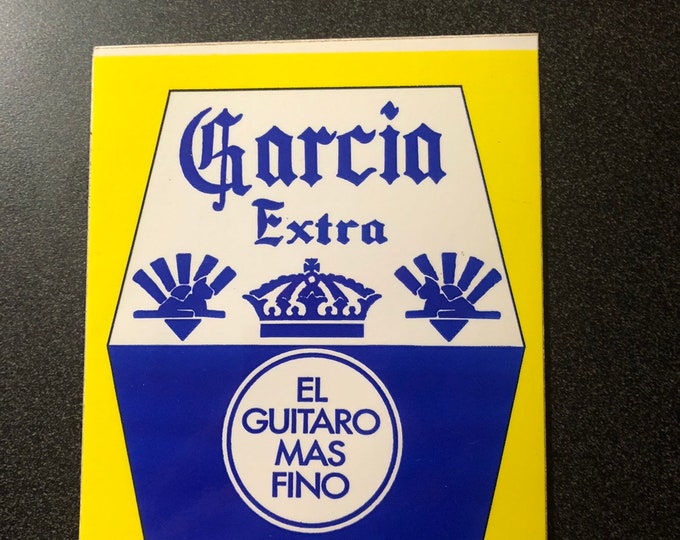 Garcia
Extra
EL
GUITARO
MAS
FINO